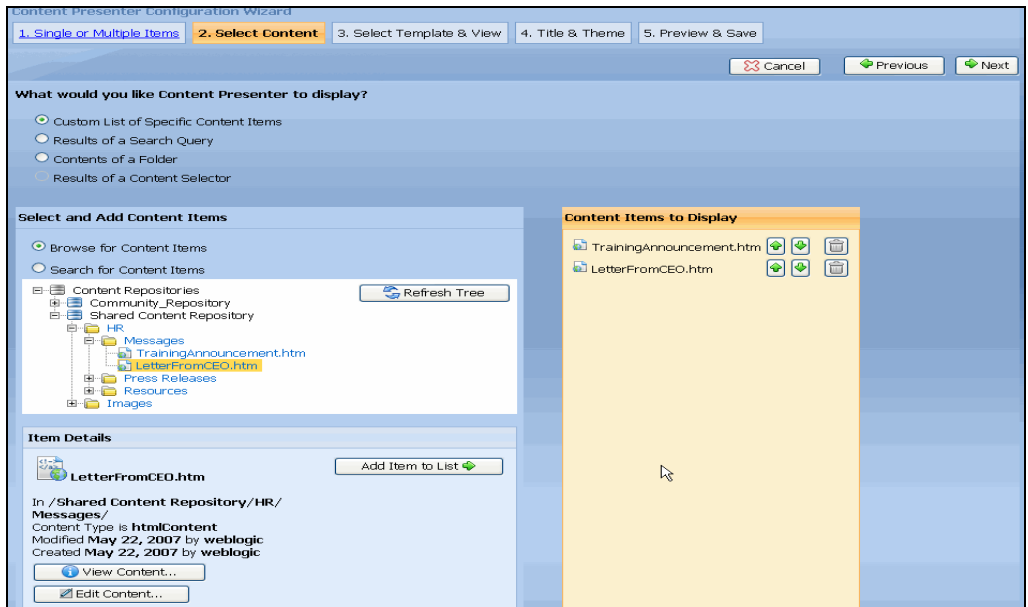 Content Presenter Configuration Wizard
1. Single or Multiple Items
2. Select Content
3. Select Template & View
4. Title & Theme
5. Preview & Save
Cancel
Previous
Next
What would you like Content Presenter to display?
Custom List of Specific Content Items
Results of a Search Query
Contents of a Folder
Results of a Content Selector
Select and Add Content Items
Browse for Content Items
Search for Content Items
Content Repositories
Refresh Tree
Community_Repository
Shared Content Repository
HR
Messages
TrainingAnnouncement.htm
LetterFromCEO.htm
Press Releases
Resources
Images
Item Details
LetterFromCEO.htm
Add Item to List
In /Shared Content Repository/HR/
Messages/
Content Type is htmlContent
Modified May 22, 2007 by weblogic
Created May 22, 2007 by weblogic
View Content...
Edit Content...
Content Items to Display
TrainingAnnouncement.htm
LetterFromCEO.htm